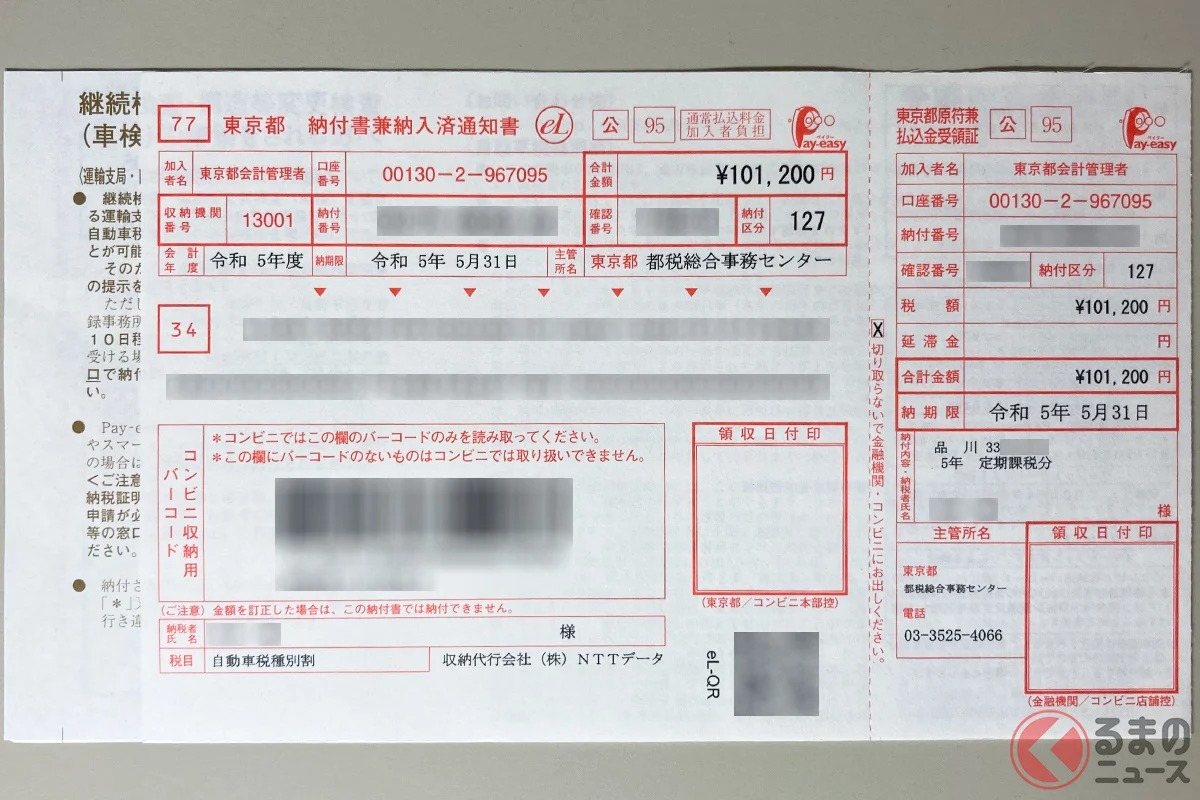 継続検
(車検
(運輸支局・
● 継続検
る運輸支
自動車税
とが可能
そのた
の提示を
ただし
録事務所
10日程
受ける場
口で納付
い。
● Pay-e
やスマー
の場合は
<ご注意
納税証明
申請が必
等の窓口
ださい。
● 納付さ
「*」
行き違
77 東京都 納付書兼納入済通知書 eL 公 95 通常払込料金加入者負担 Pay-easy ペイジー
加入者名 東京都会計管理者 口座番号 00130-2-967095 合計金額 ¥101,200円
収納機関番号 13001 納付番号 確認番号 納付区分 127
会計年度 令和 5年度 納期限 令和 5年 5月31日 主管所名 東京都 都税総合事務センター
34
コンビニ収納用バーコード
*コンビニではこの欄のバーコードのみを読み取ってください。
*この欄にバーコードのないものはコンビニでは取り扱いできません。
領収日付印
(東京都/コンビニ本部控)
(ご注意) 金額を訂正した場合は、この納付書では納付できません。
納税者氏名 様
税目 自動車税種別割 収納代行会社(株)NTTデータ
eL-QR
X切り取らないで金融機関・コンビニにお出しください。
東京都原符兼払込金受領証 公 95 Pay-easy ペイジー
加入者名 東京都会計管理者
口座番号 00130-2-967095
納付番号
確認番号 納付区分 127
税額 ¥101,200 円
延滞金 円
合計金額 ¥101,200 円
納期限 令和 5年 5月31日
納付内容・納税者氏名
品 川 33
5年 定期課税分
様
主管所名 領収日付印
東京都
都税総合事務センター
電話
03-3525-4066
(金融機関/コンビニ店舗控)
くるまの
ニュース